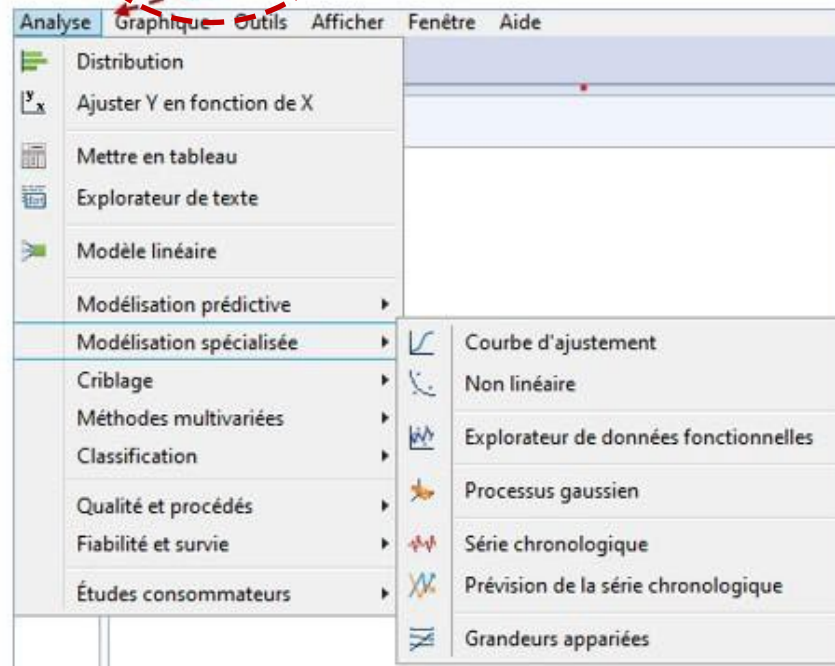 Analyse Graphique Outils Afficher Fenêtre Aide
Distribution
Ajuster Y en fonction de X
Mettre en tableau
Explorateur de texte
Modèle linéaire
Modélisation prédictive
Modélisation spécialisée
Criblage
Méthodes multivariées
Classification
Qualité et procédés
Fiabilité et survie
Études consommateurs
Courbe d'ajustement
Non linéaire
Explorateur de données fonctionnelles
Processus gaussien
Série chronologique
Prévision de la série chronologique
Grandeurs appariées